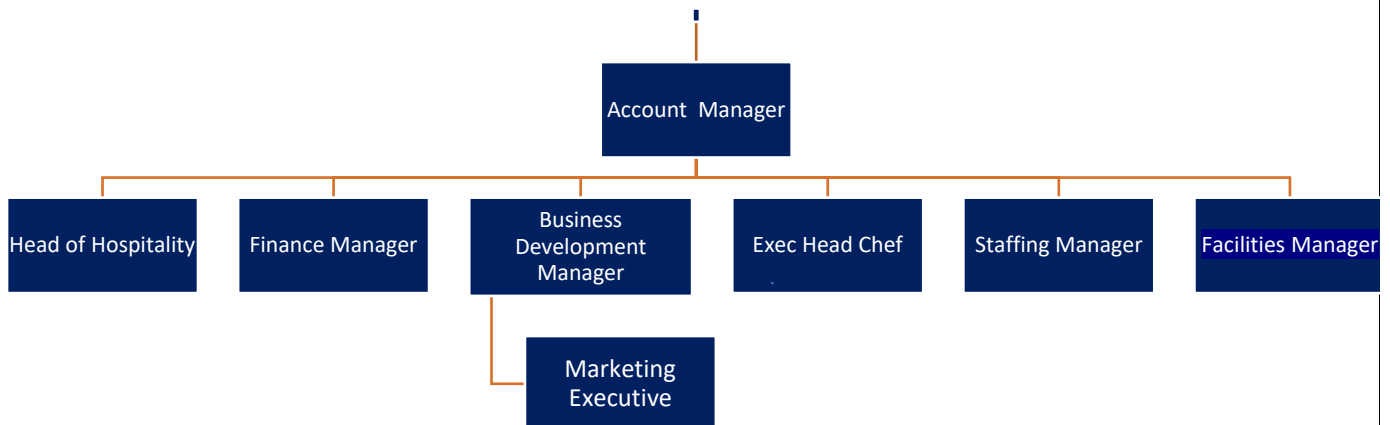 Account  Manager
Head of Hospitality
Finance Manager
Business
Development
Manager
Exec Head Chef
Staffing Manager
Facilities Manager
Marketing
Executive